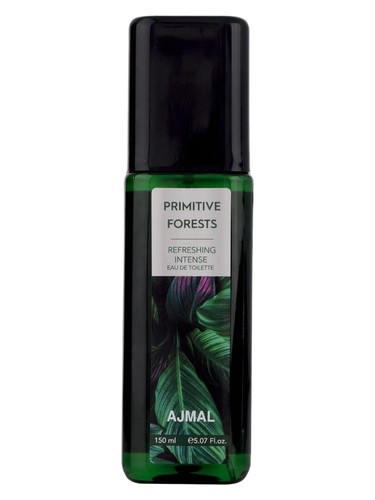 PRIMITIVE
FORESTS
REFRESHING
INTENSE
EAU DE TOILETTE
AJMAL
150 ml ℮5.07 Fl.oz.